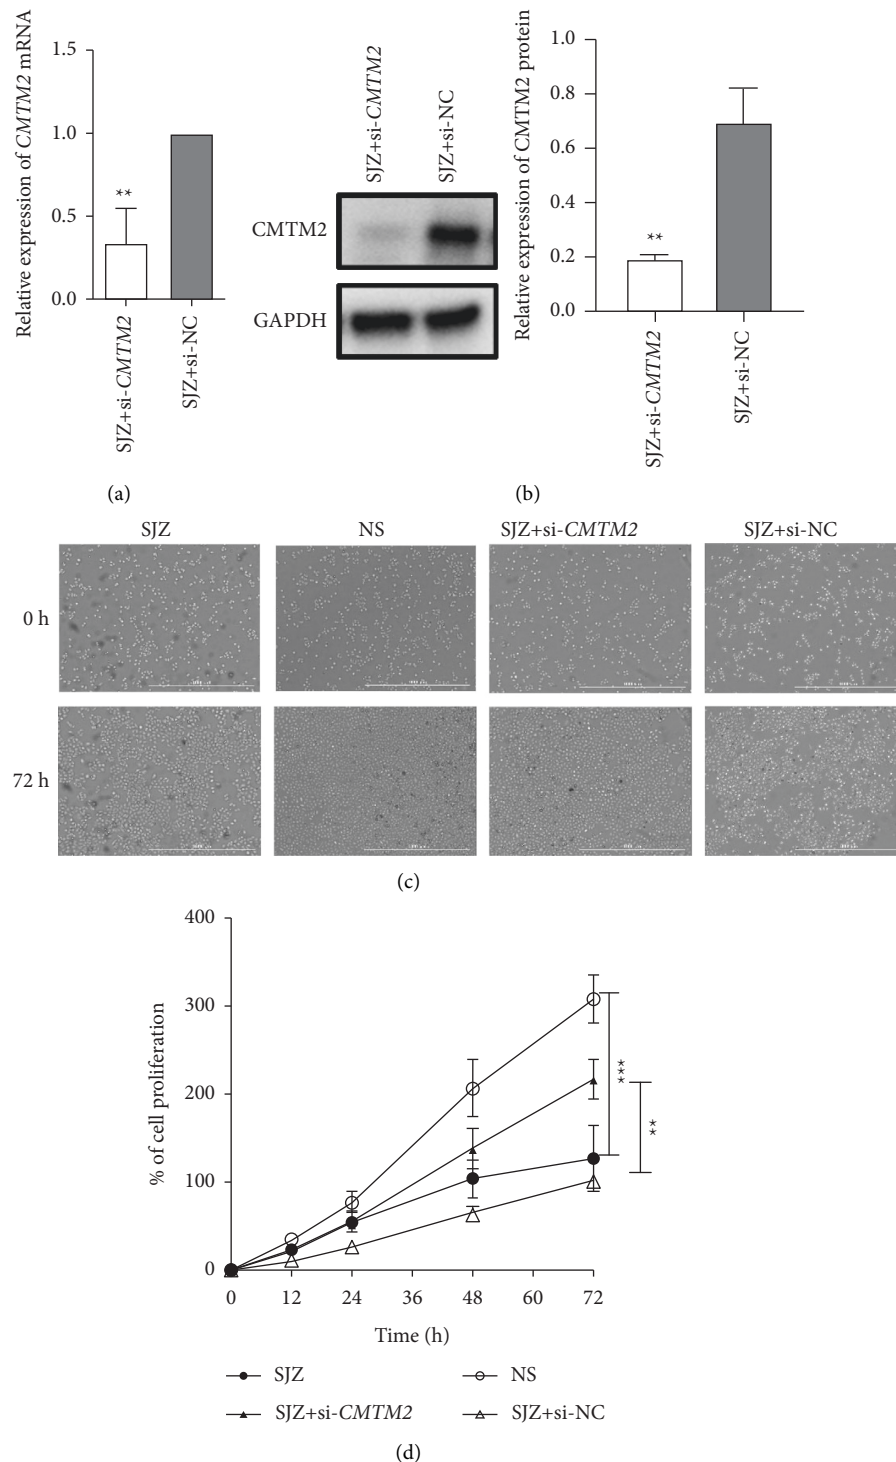 Relative expression of CMTM2 mRNA
1.5
1.0
0.5
0.0
**
SJZ+si-CMTM2
SJZ+si-NC
(a)
SJZ+si-CMTM2
SJZ+si-NC
CMTM2
GAPDH
Relative expression of CMTM2 protein
1.0
0.8
0.6
0.4
0.2
0.0
**
SJZ+si-CMTM2
SJZ+si-NC
(b)
SJZ
NS
SJZ+si-CMTM2
SJZ+si-NC
0 h
72 h
(c)
% of cell proliferation
400
300
200
100
0
***
**
0 12 24 36 48 60 72
Time (h)
SJZ
NS
SJZ+si-CMTM2
SJZ+si-NC
(d)